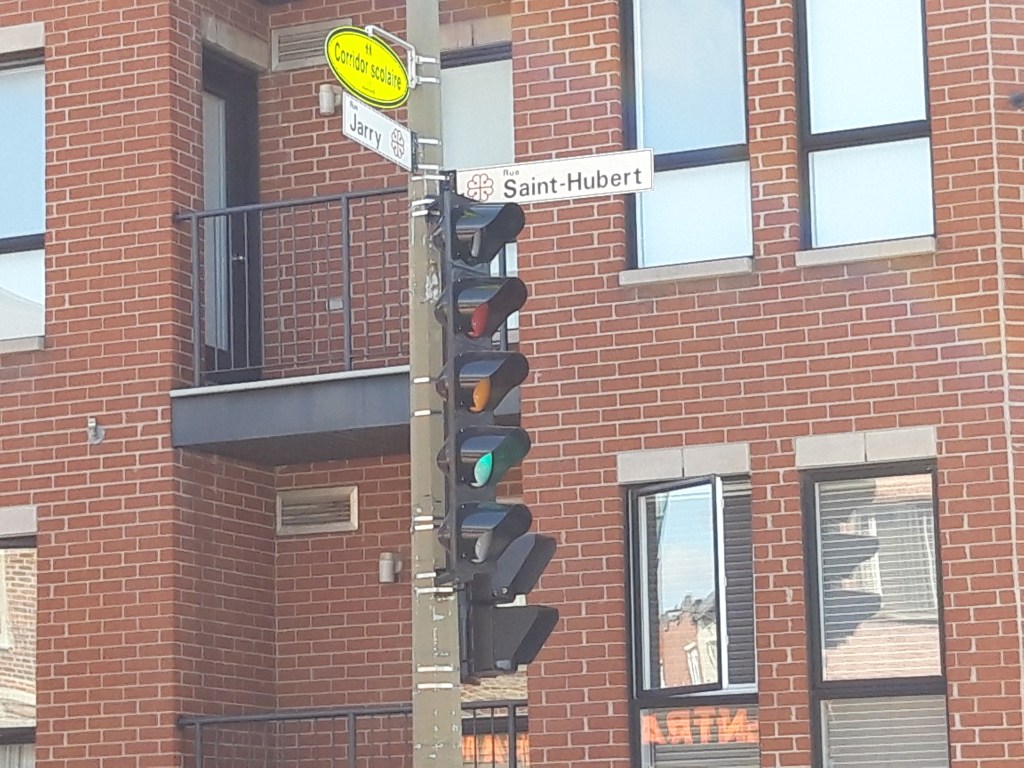 Corridor scolaire
Rue
Jarry
Rue
Saint-Hubert